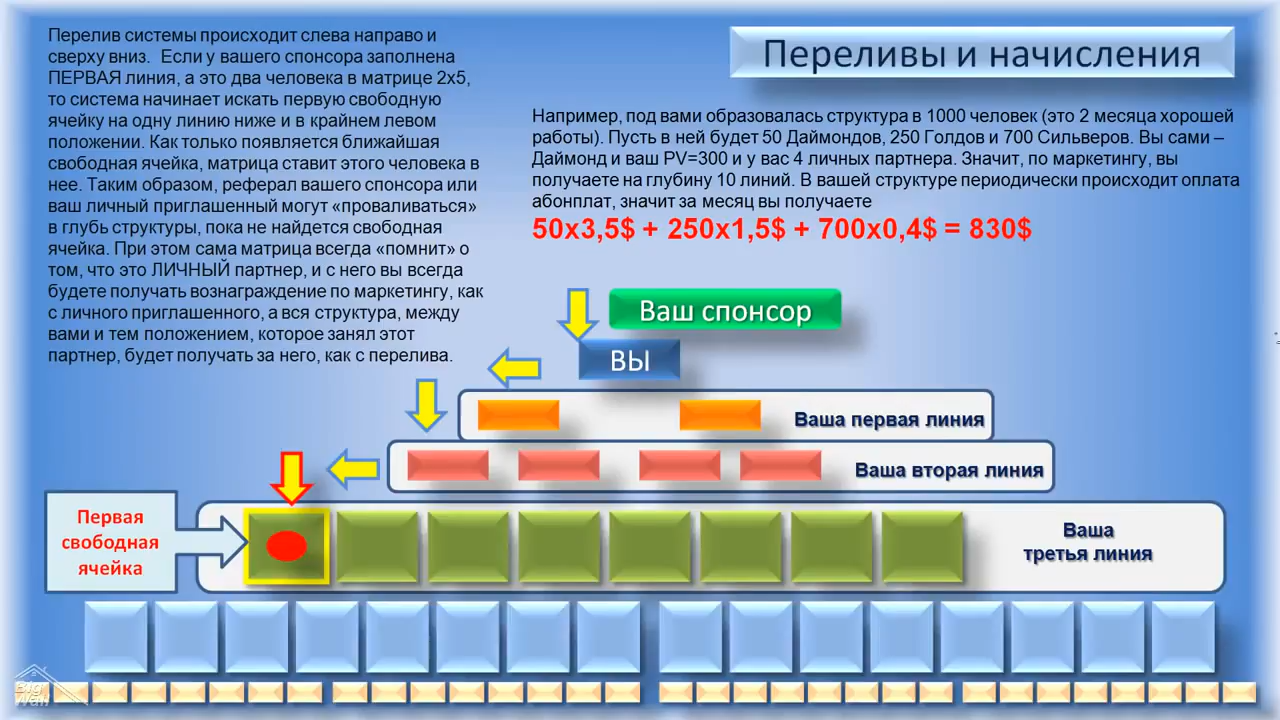 Перелив системы происходит слева направо и
сверху вниз. Если у вашего спонсора заполнена
ПЕРВАЯ линия, а это два человека в матрице 2х5,
то система начинает искать первую свободную
ячейку на одну линию ниже и в крайнем левом
положении. Как только появляется ближайшая
свободная ячейка, матрица ставит этого человека в
нее. Таким образом, реферал вашего спонсора или
ваш личный приглашенный могут «проваливаться»
в глубь структуры, пока не найдется свободная
ячейка. При этом сама матрица всегда «помнит» о
том, что это ЛИЧНЫЙ партнер, и с него вы всегда
будете получать вознаграждение по маркетингу, как
с личного приглашенного, а вся структура, между
вами и тем положением, которое занял этот
партнер, будет получать за него, как с перелива.
Переливы и начисления
Например, под вами образовалась структура в 1000 человек (это 2 месяца хорошей
работы). Пусть в ней будет 50 Даймондов, 250 Голдов и 700 Сильверов. Вы сами –
Даймонд и ваш PV=300 и у вас 4 личных партнера. Значит, по маркетингу, вы
получаете на глубину 10 линий. В вашей структуре периодически происходит оплата
абонплат, значит за месяц вы получаете
50х3,5$ + 250х1,5$ + 700х0,4$ = 830$
Ваш спонсор
ВЫ
Ваша первая линия
Ваша вторая линия
Первая
свободная
ячейка
Ваша
третья линия
Big
Wall